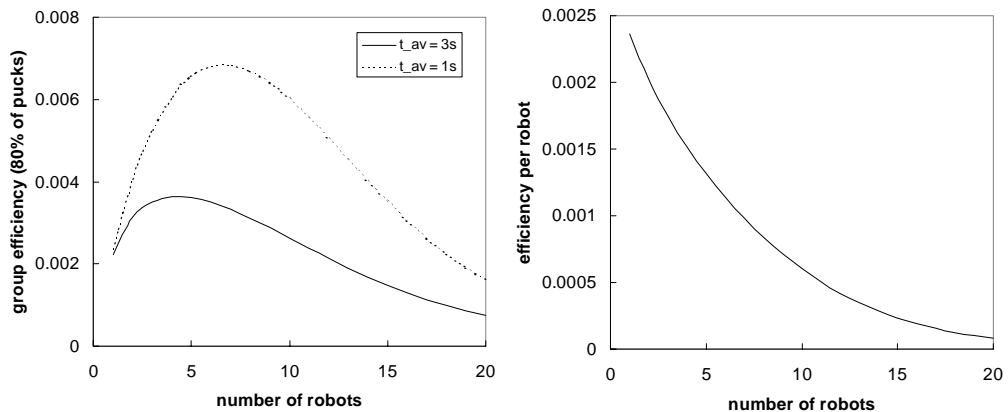 group efficiency (80% of pucks)
0.008
0.006
0.004
0.002
0
t_av = 3s
t_av = 1s
0 5 10 15 20
number of robots
efficiency per robot
0.0025
0.002
0.0015
0.001
0.0005
0
0 5 10 15 20
number of robots